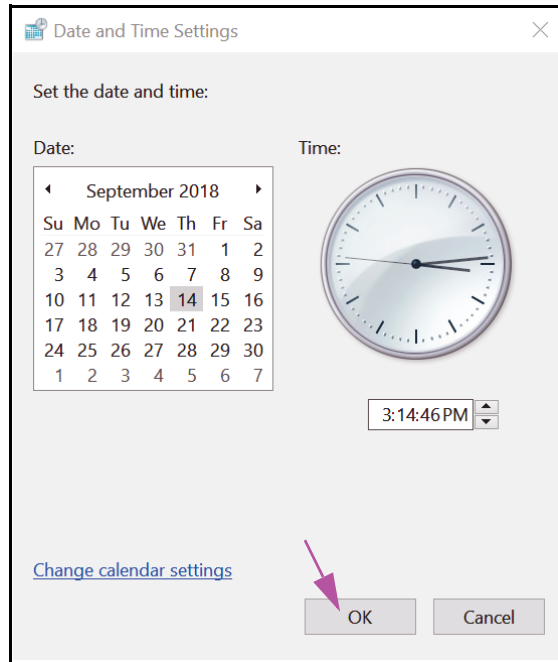 Date and Time Settings
Set the date and time:
Date: Time:
September 2018
Su Mo Tu We Th Fr Sa
27 28 29 30 31 1 2
3 4 5 6 7 8 9
10 11 12 13 14 15 16
17 18 19 20 21 22 23
24 25 26 27 28 29 30
1 2 3 4 5 6 7
3:14:46 PM
Change calendar settings
OK Cancel